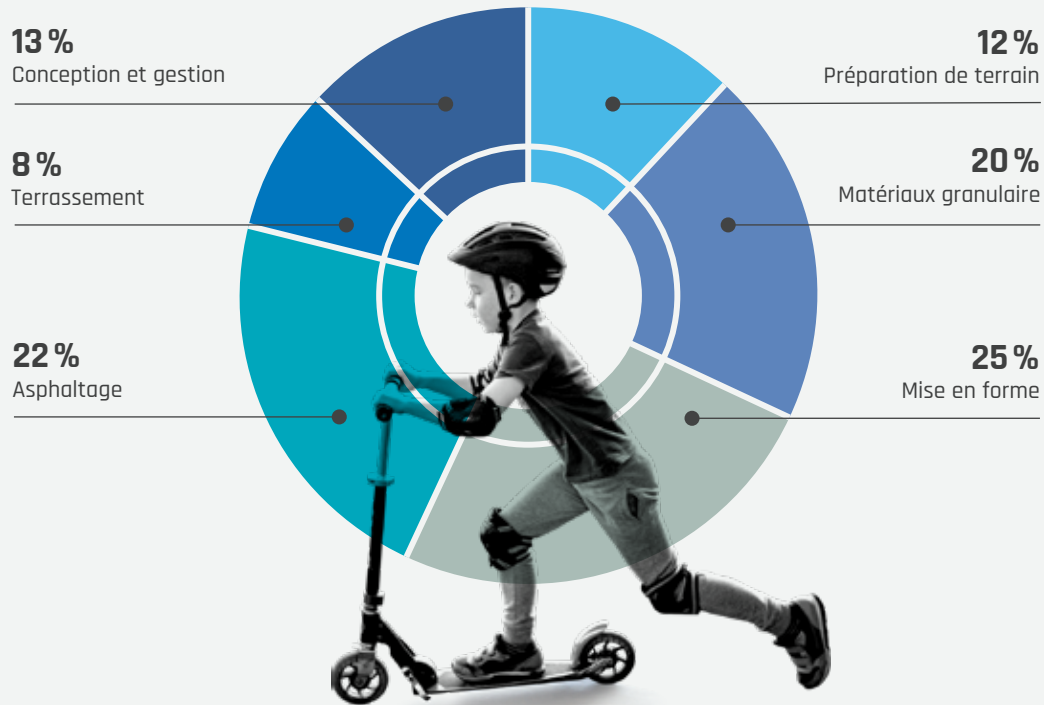 13 %
Conception et gestion
8 %
Terrassement
22 %
Asphaltage
12 %
Préparation de terrain
20 %
Matériaux granulaire
25 %
Mise en forme